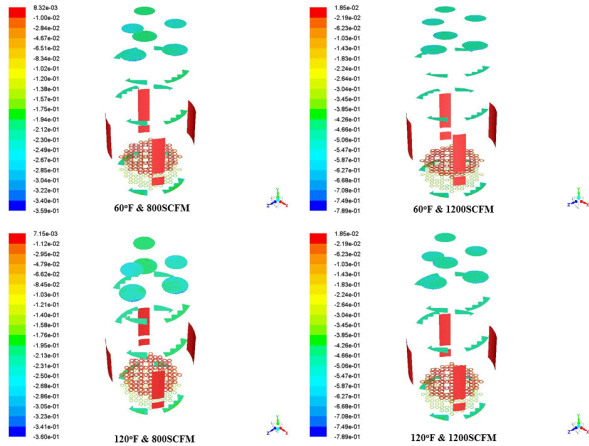 8.32e-03
-1.00e-02
-2.84e-02
-4.67e-02
-6.51e-02
-8.34e-02
-1.02e-01
-1.20e-01
-1.38e-01
-1.57e-01
-1.75e-01
-1.94e-01
-2.12e-01
-2.30e-01
-2.49e-01
-2.67e-01
-2.85e-01
-3.04e-01
-3.22e-01
-3.40e-01
-3.59e-01
60°F & 800SCFM
1.85e-02
-2.19e-02
-6.23e-02
-1.03e-01
-1.43e-01
-1.83e-01
-2.24e-01
-2.64e-01
-3.05e-01
-3.45e-01
-3.85e-01
-4.26e-01
-4.66e-01
-5.06e-01
-5.47e-01
-5.87e-01
-6.28e-01
-6.68e-01
-7.08e-01
-7.49e-01
-7.89e-01
60°F & 1200SCFM
7.15e-03
-1.12e-02
-2.95e-02
-4.79e-02
-6.62e-02
-8.45e-02
-1.03e-01
-1.21e-01
-1.40e-01
-1.58e-01
-1.76e-01
-1.95e-01
-2.13e-01
-2.31e-01
-2.50e-01
-2.68e-01
-2.86e-01
-3.05e-01
-3.23e-01
-3.41e-01
-3.60e-01
120°F & 800SCFM
1.85e-02
-2.19e-02
-6.23e-02
-1.03e-01
-1.43e-01
-1.83e-01
-2.24e-01
-2.64e-01
-3.05e-01
-3.45e-01
-3.85e-01
-4.26e-01
-4.66e-01
-5.06e-01
-5.47e-01
-5.87e-01
-6.28e-01
-6.68e-01
-7.08e-01
-7.49e-01
-7.89e-01
120°F & 1200SCFM